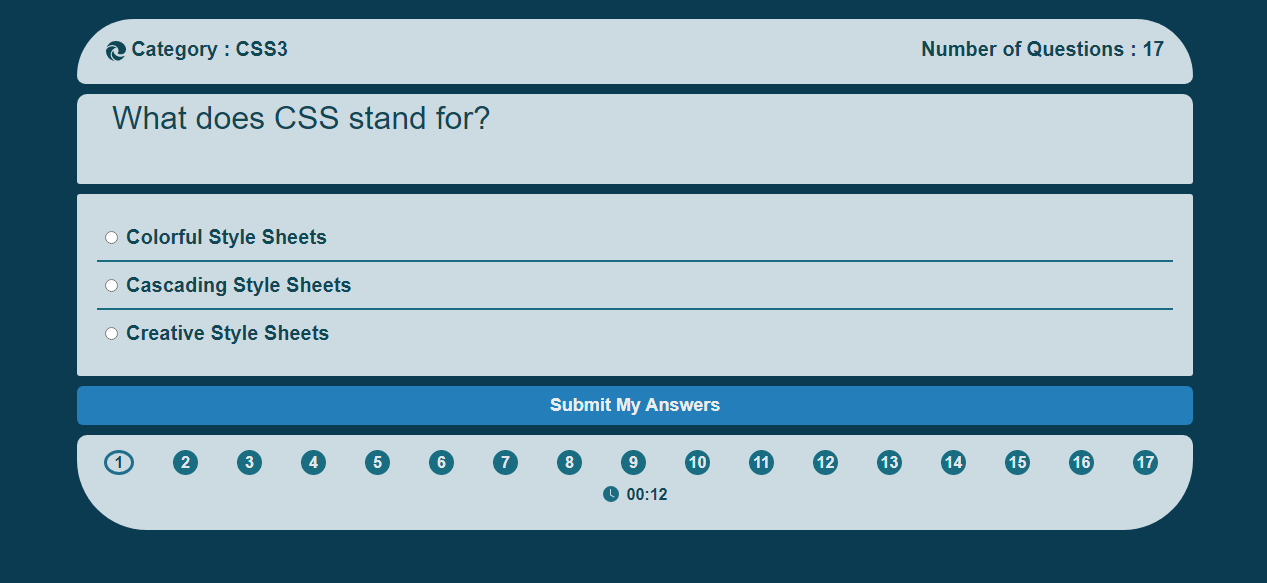 Category : CSS3
Number of Questions : 17
What does CSS stand for?
Colorful Style Sheets
Cascading Style Sheets
Creative Style Sheets
Submit My Answers
1 2 3 4 5 6 7 8 9 10 11 12 13 14 15 16 17
00:12